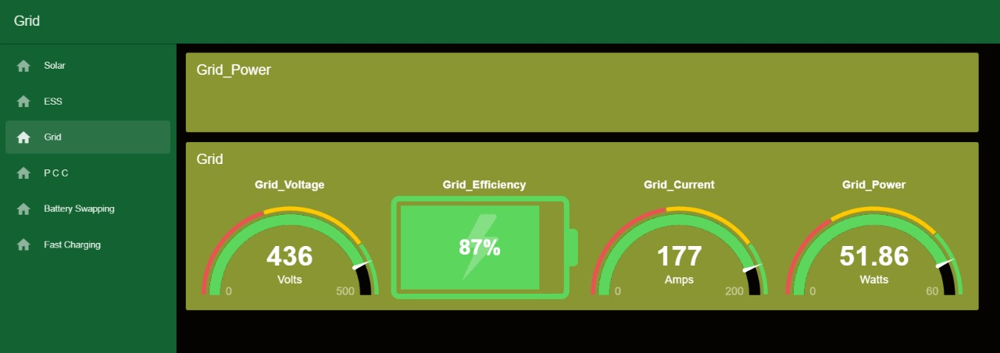 Grid
Solar
ESS
Grid
P C C
Battery Swapping
Fast Charging
Grid_Power
Grid
Grid_Voltage
436
Volts
0 500
Grid_Efficiency
87%
Grid_Current
177
Amps
0 200
Grid_Power
51.86
Watts
0 60